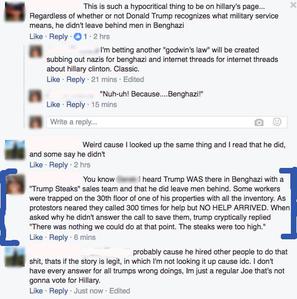 This is such a hypocritical thing to be on hillary's page...
Regardless of whether or not Donald Trump recognizes what military service
means, he didn't leave behind men in Benghazi
Like · Reply · 2 · 2 hrs
I'm betting another "godwin's law" will be created
subbing out nazis for benghazi and internet threads for internet
threads about hillary clinton. Classic.
Like · Reply · 21 mins · Edited
"Nuh-uh! Because....Benghazi!"
Like · Reply · 15 mins
Write a reply...
Weird cause I looked up the same thing and I read that he did,
and some say he didn't
Like · Reply · 2 hrs
You know I heard Trump WAS there in Benghazi with a
"Trump Steaks" sales team and that he did leave men behind. Some workers
were trapped on the 30th floor of one of his properties with all the inventory. As
protestors neared they called 300 times for help but NO HELP ARRIVED. When
asked why he didn't answer the call to save them, trump cryptically replied
"There was nothing we could do at that point. The steaks were too high."
Like · Reply · 6 mins
probably cause he hired other people to do that
shit, thats if the story is legit, in which I'm not looking it up cause idc. I don't
have every answer for all trumps wrong doings, Im just a regular Joe that's not
gonna vote for Hillary.
Like · Reply · Just now · Edited